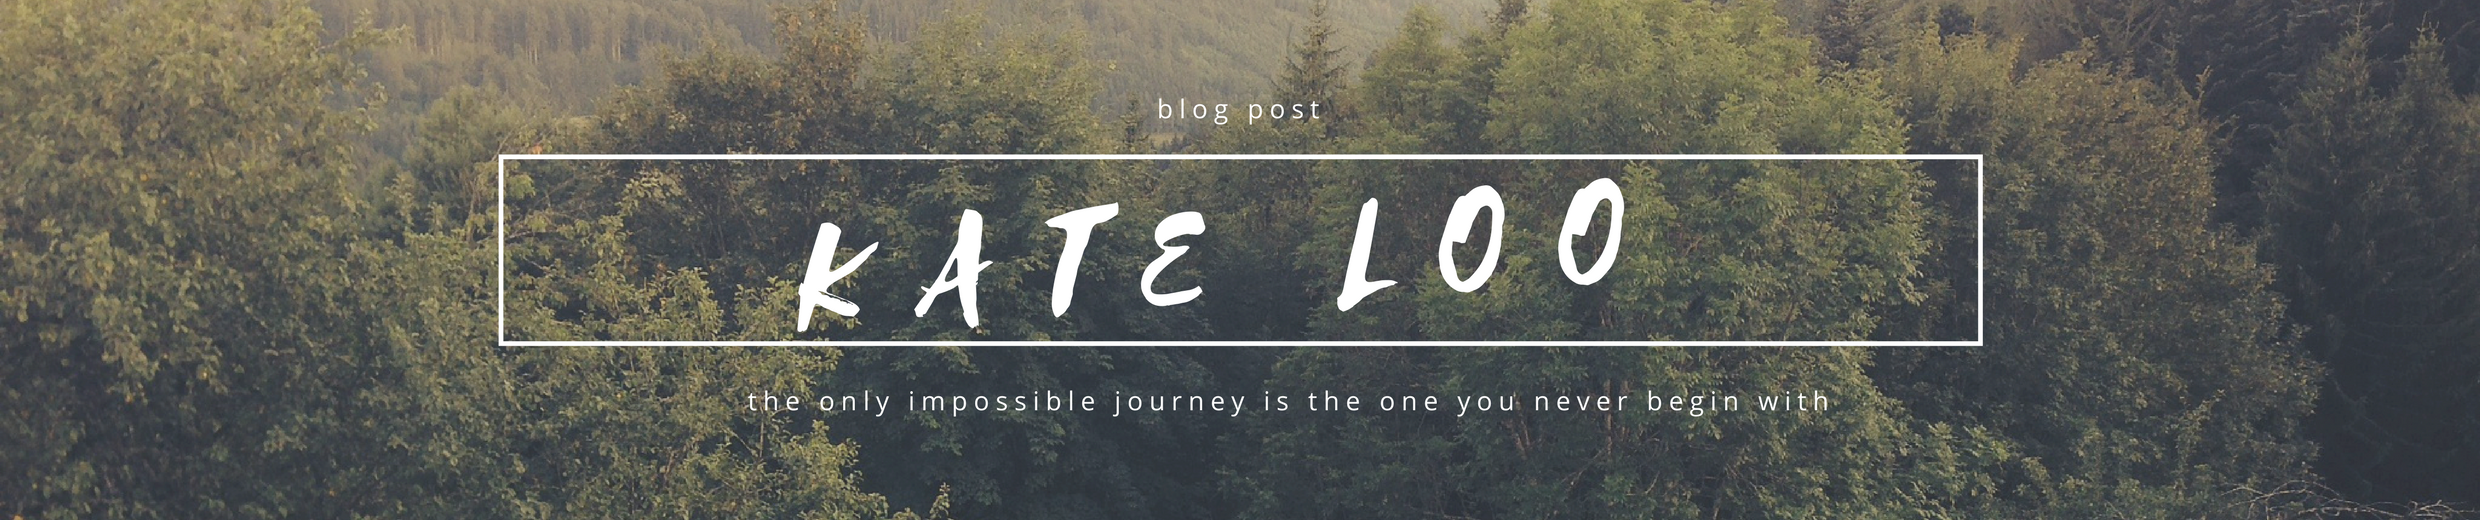 blog post
KATE LOO
the only impossible journey is the one you never begin with